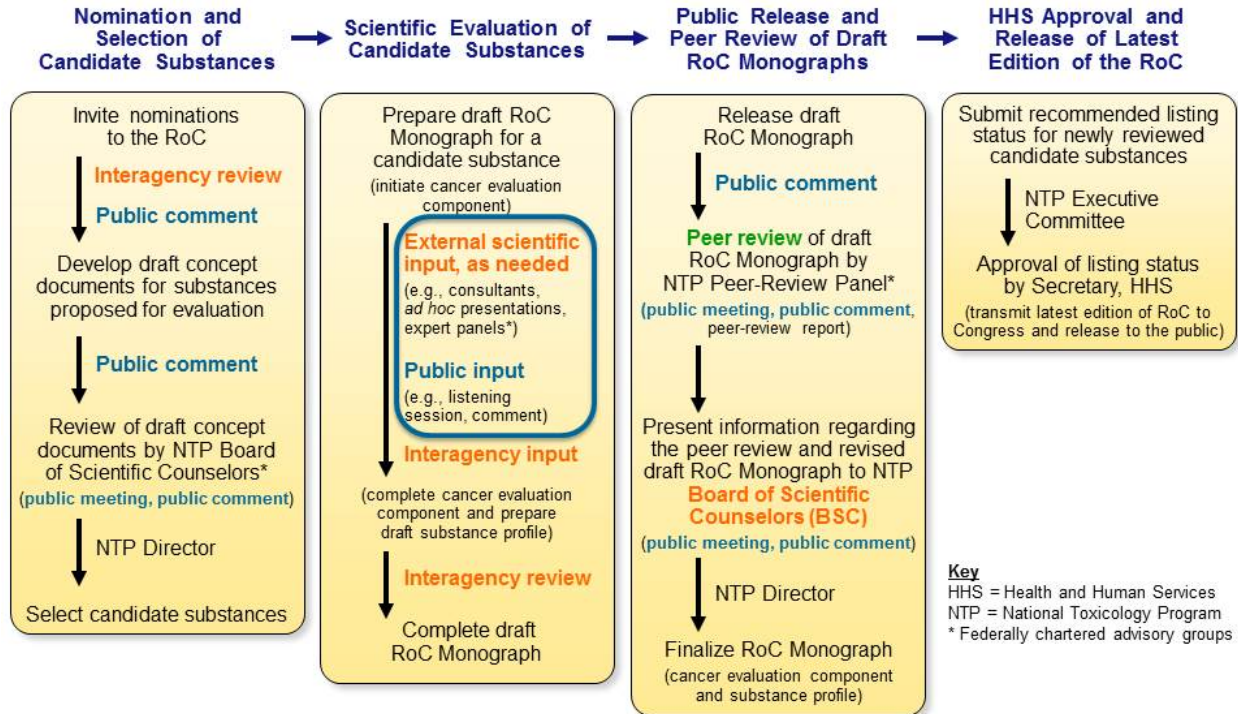 Nomination and
Selection of
Candidate Substances
Scientific Evaluation of
Candidate Substances
Public Release and
Peer Review of Draft
RoC Monographs
HHS Approval and
Release of Latest
Edition of the RoC
Invite nominations
to the RoC
Interagency review
Public comment
Develop draft concept
documents for substances
proposed for evaluation
Public comment
Review of draft concept
documents by NTP Board
of Scientific Counselors*
(public meeting, public comment)
NTP Director
Select candidate substances
Prepare draft RoC
Monograph for a
candidate substance
(initiate cancer evaluation
component)
External scientific
input, as needed
(e.g., consultants,
ad hoc presentations,
expert panels*)
Public input
(e.g., listening
session, comment)
Interagency input
(complete cancer evaluation
component and prepare
draft substance profile)
Interagency review
Complete draft
RoC Monograph
Release draft
RoC Monograph
Public comment
Peer review of draft
RoC Monograph by
NTP Peer-Review Panel*
(public meeting, public comment,
peer-review report)
Present information regarding
the peer review and revised
draft RoC Monograph to NTP
Board of Scientific
Counselors (BSC)
(public meeting, public comment)
NTP Director
Finalize RoC Monograph
(cancer evaluation component
and substance profile)
Submit recommended listing
status for newly reviewed
candidate substances
NTP Executive
Committee
Approval of listing status
by Secretary, HHS
(transmit latest edition of RoC to
Congress and release to the public)
Key
HHS = Health and Human Services
NTP = National Toxicology Program
* Federally chartered advisory groups